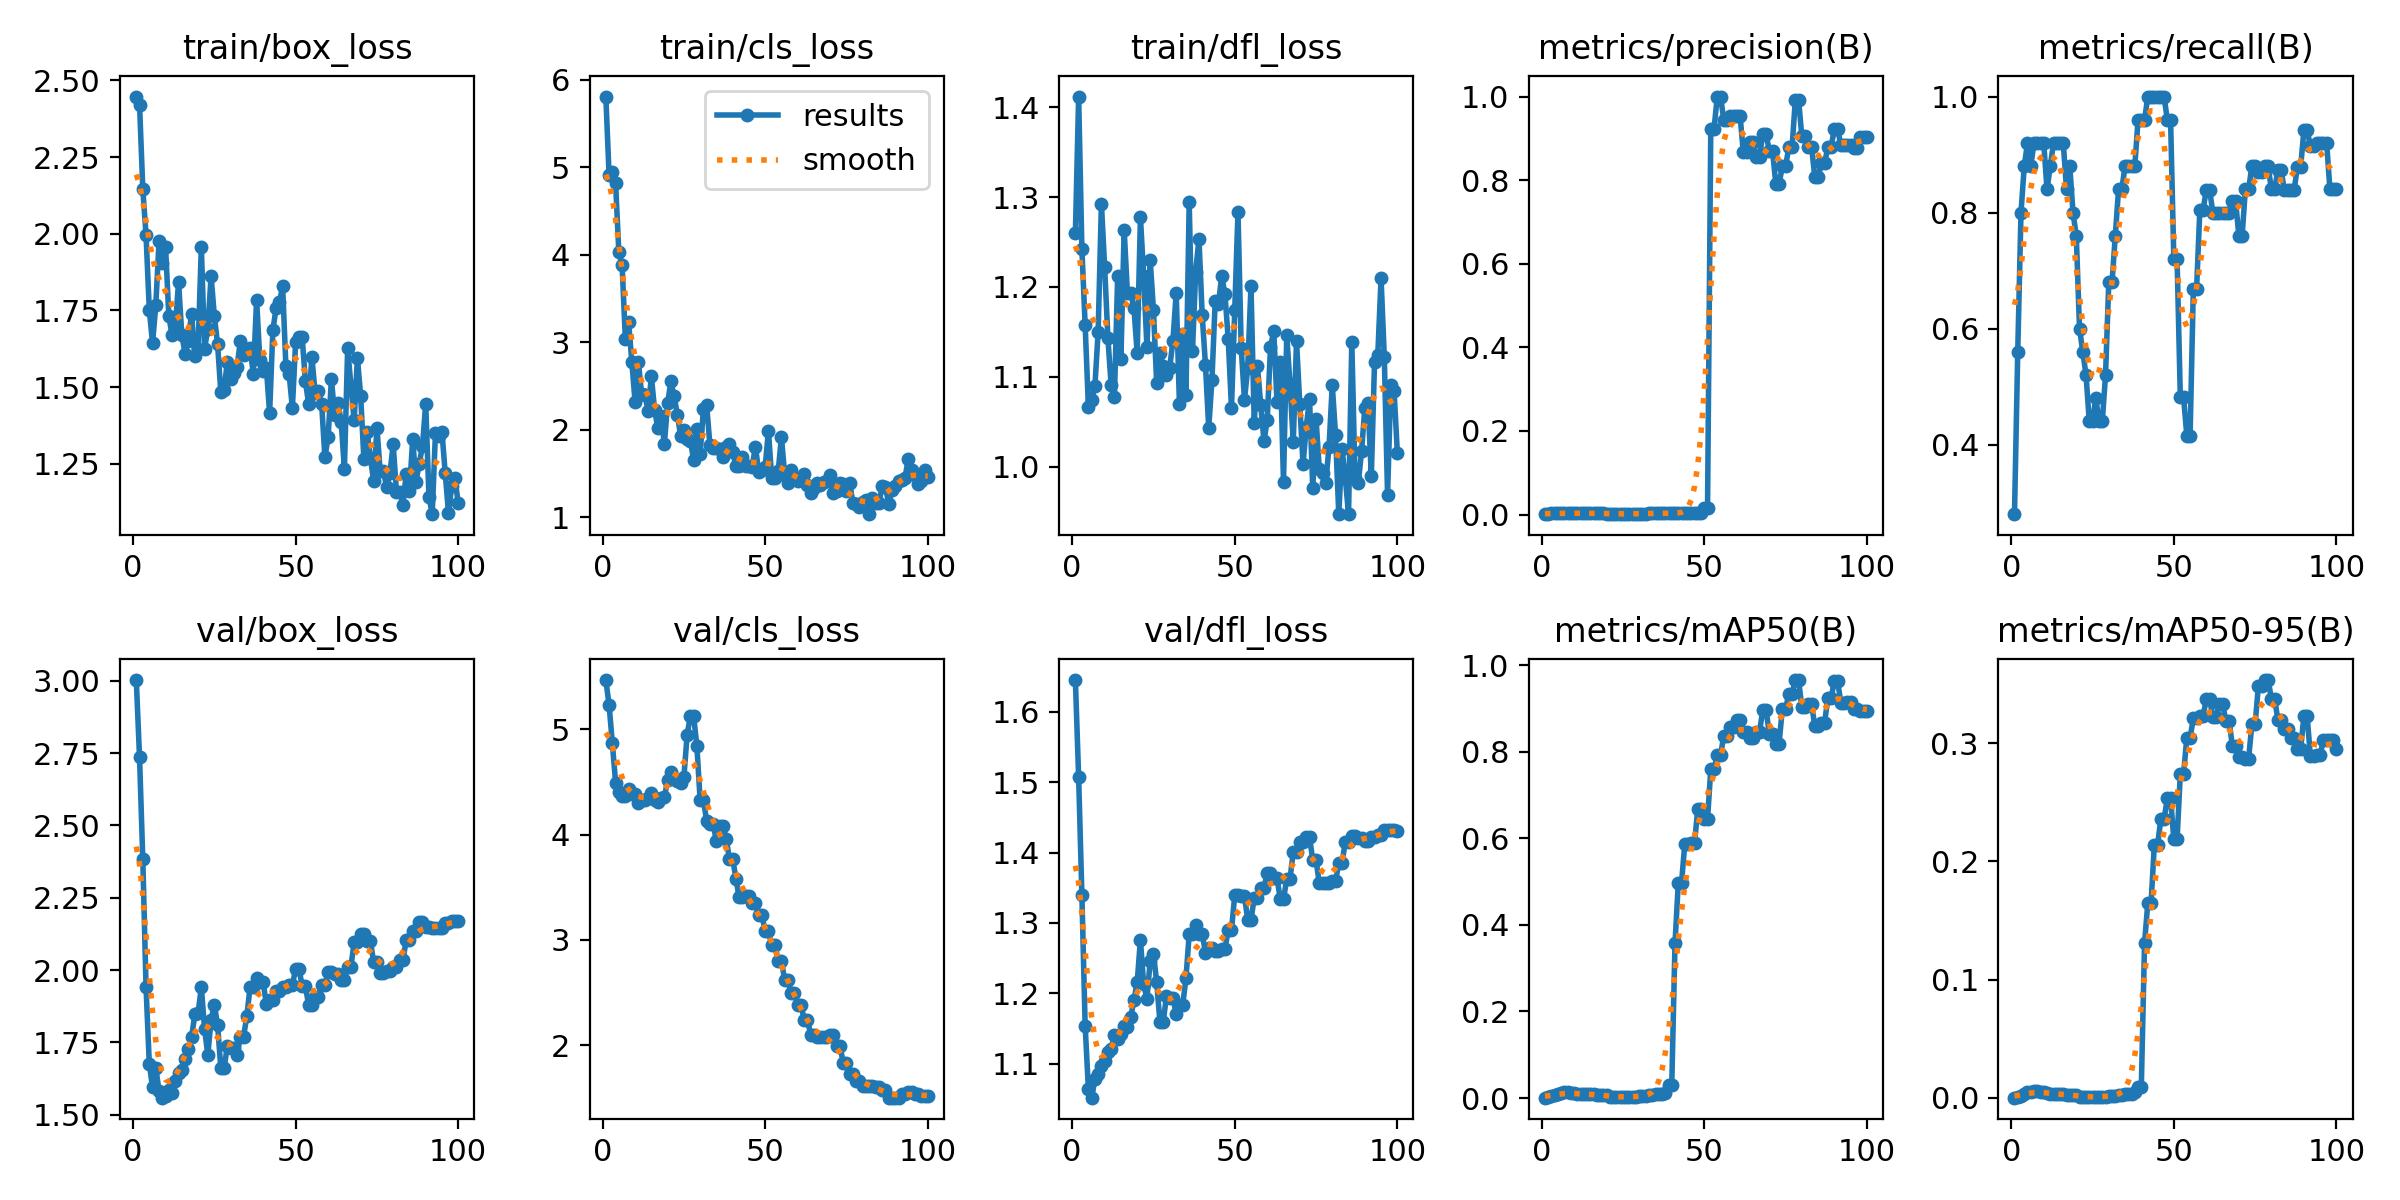 train/box_loss
2.50
2.25
2.00
1.75
1.50
1.25
0 50 100
train/cls_loss
6
5
4
3
2
1
0 50 100
results
smooth
train/dfl_loss
1.4
1.3
1.2
1.1
1.0
0 50 100
metrics/precision(B)
1.0
0.8
0.6
0.4
0.2
0.0
0 50 100
metrics/recall(B)
1.0
0.8
0.6
0.4
0 50 100
val/box_loss
3.00
2.75
2.50
2.25
2.00
1.75
1.50
0 50 100
val/cls_loss
5
4
3
2
0 50 100
val/dfl_loss
1.6
1.5
1.4
1.3
1.2
1.1
0 50 100
metrics/mAP50(B)
1.0
0.8
0.6
0.4
0.2
0.0
0 50 100
metrics/mAP50-95(B)
0.3
0.2
0.1
0.0
0 50 100